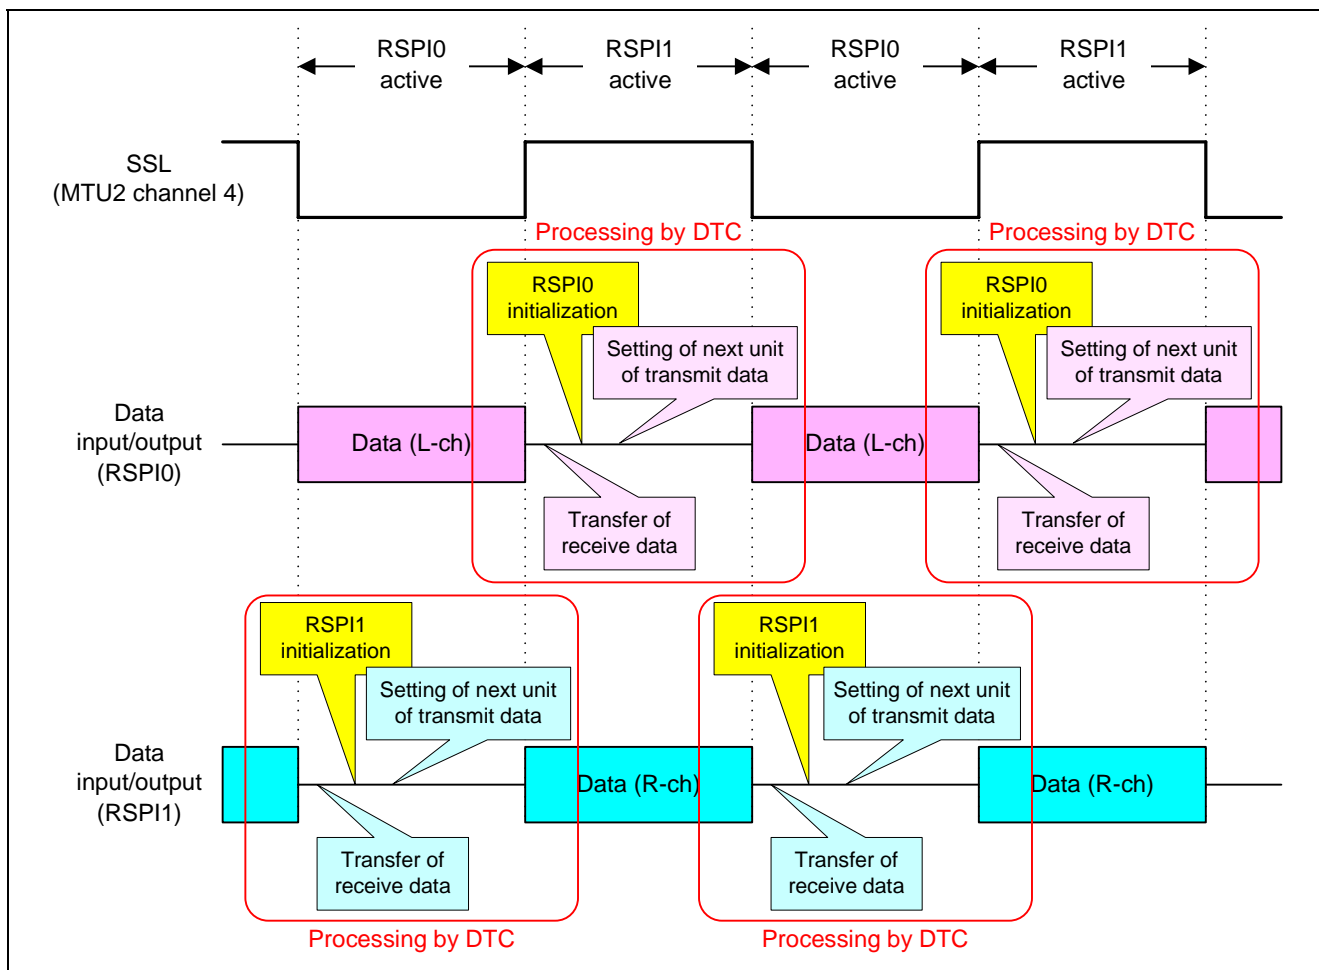 RSPI0
active
RSPI1
active
RSPI0
active
RSPI1
active
SSL
(MTU2 channel 4)
Processing by DTC
Processing by DTC
RSPI0
initialization
Setting of next unit
of transmit data
RSPI0
initialization
Setting of next unit
of transmit data
Data
input/output
(RSPI0)
Data (L-ch)
Data (L-ch)
Transfer of
receive data
Transfer of
receive data
RSPI1
initialization
Setting of next unit
of transmit data
RSPI1
initialization
Setting of next unit
of transmit data
Data
input/output
(RSPI1)
Data (R-ch)
Data (R-ch)
Transfer of
receive data
Transfer of
receive data
Processing by DTC
Processing by DTC